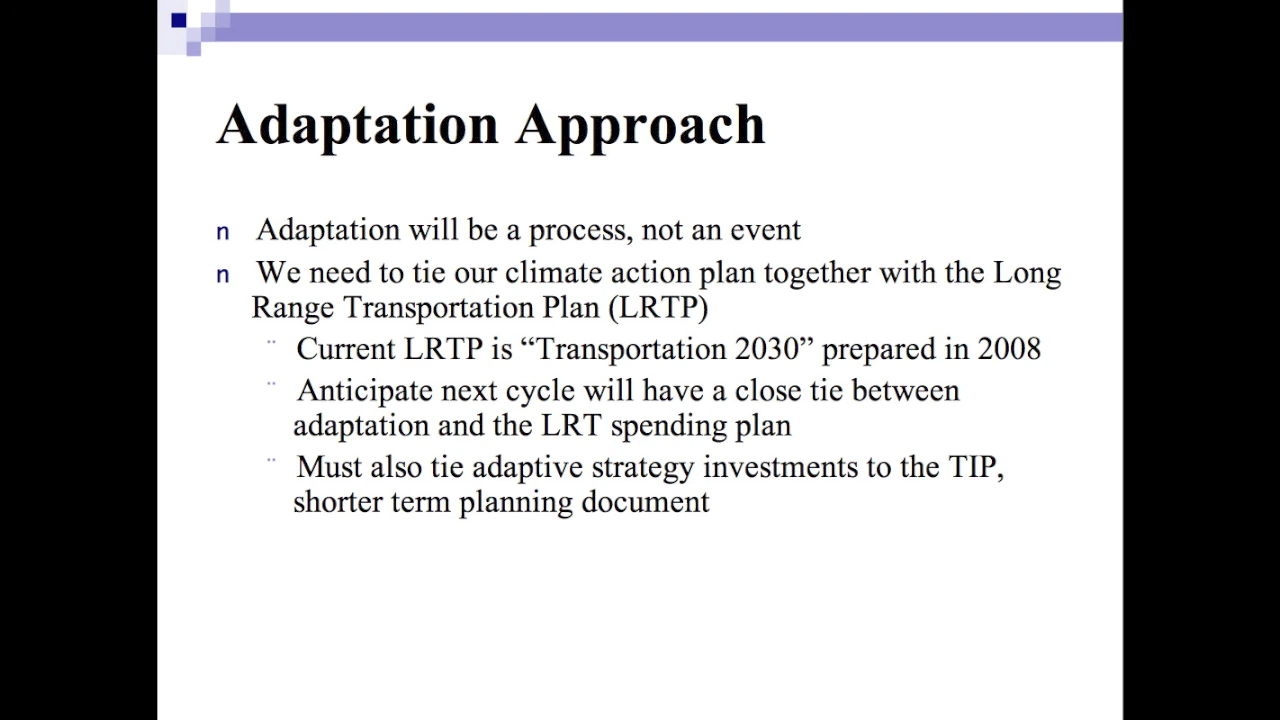 Adaptation Approach
n Adaptation will be a process, not an event
n We need to tie our climate action plan together with the Long
Range Transportation Plan (LRTP)
¨ Current LRTP is “Transportation 2030” prepared in 2008
¨ Anticipate next cycle will have a close tie between
adaptation and the LRT spending plan
¨ Must also tie adaptive strategy investments to the TIP,
shorter term planning document